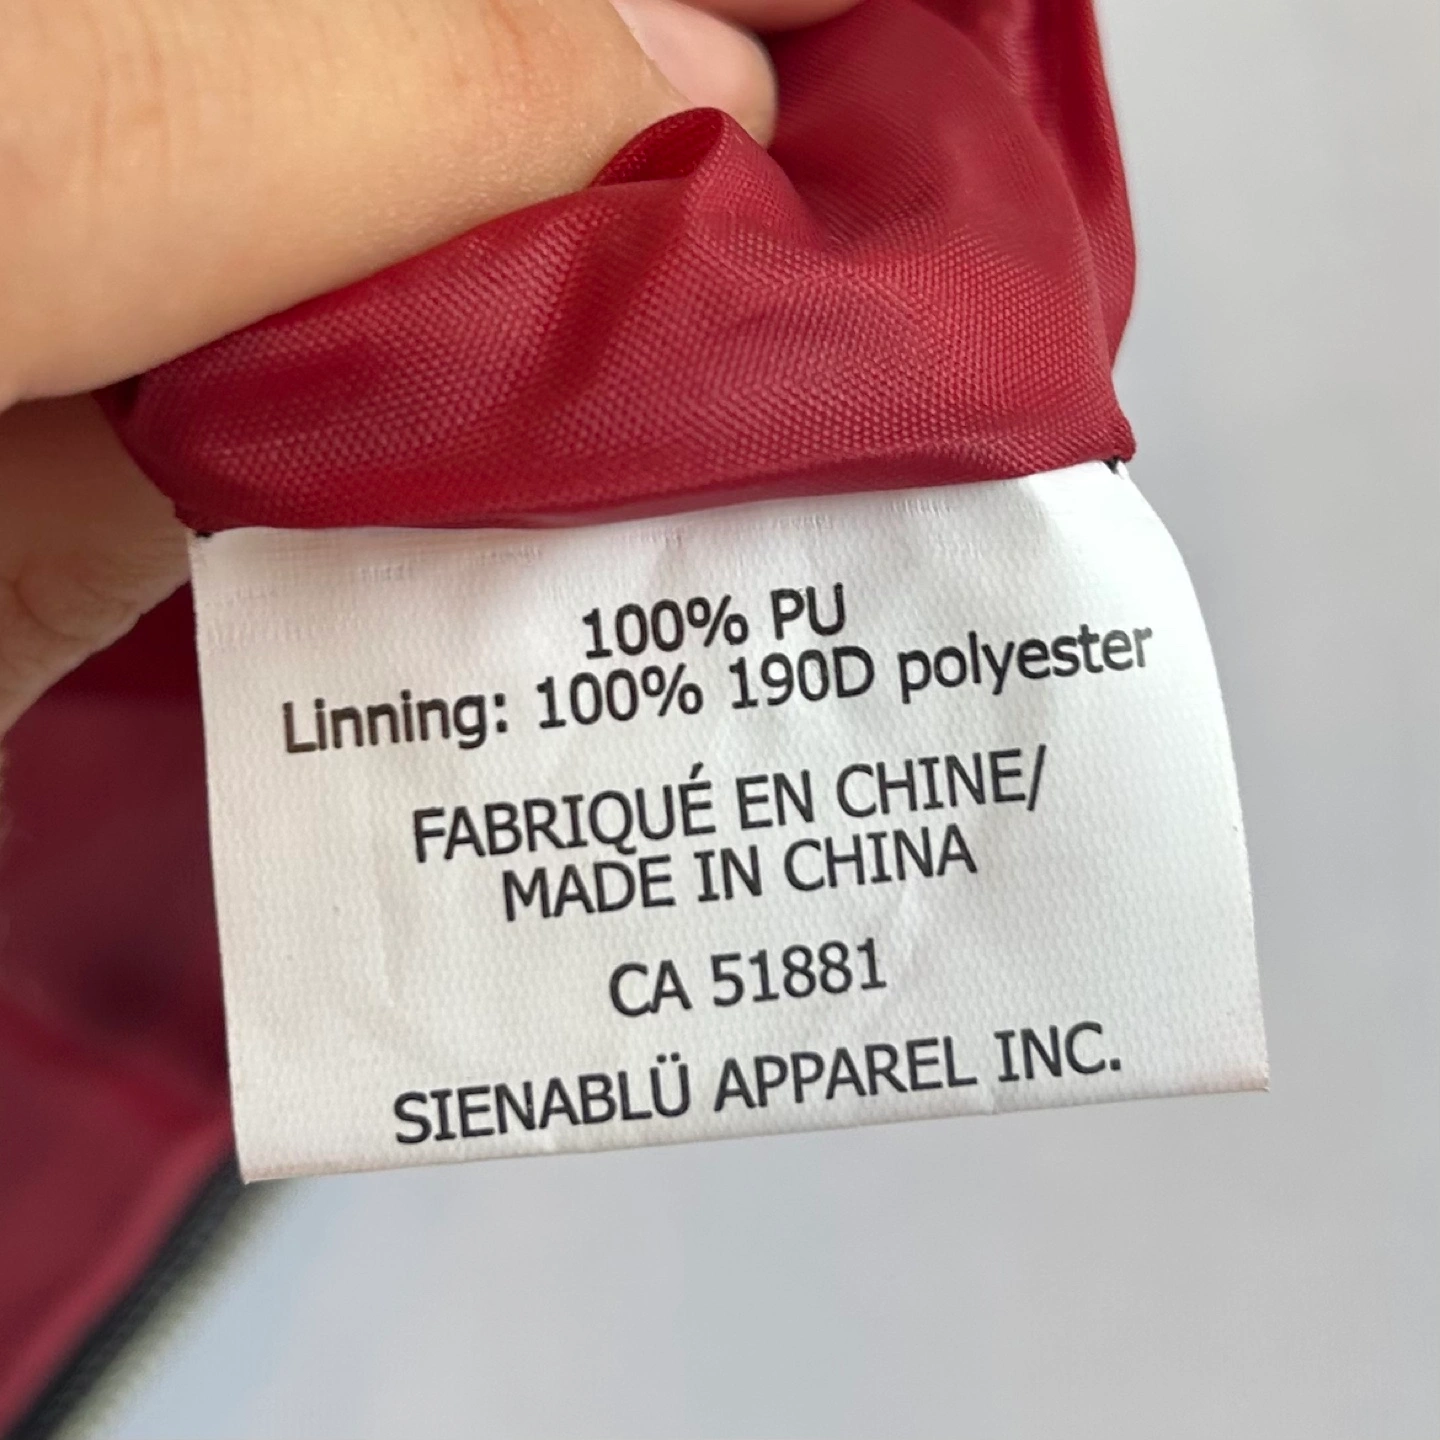 100% PU
Linning: 100% 190D polyester
FABRIQUÉ EN CHINE/
MADE IN CHINA
CA 51881
SIENABLÜ APPAREL INC.